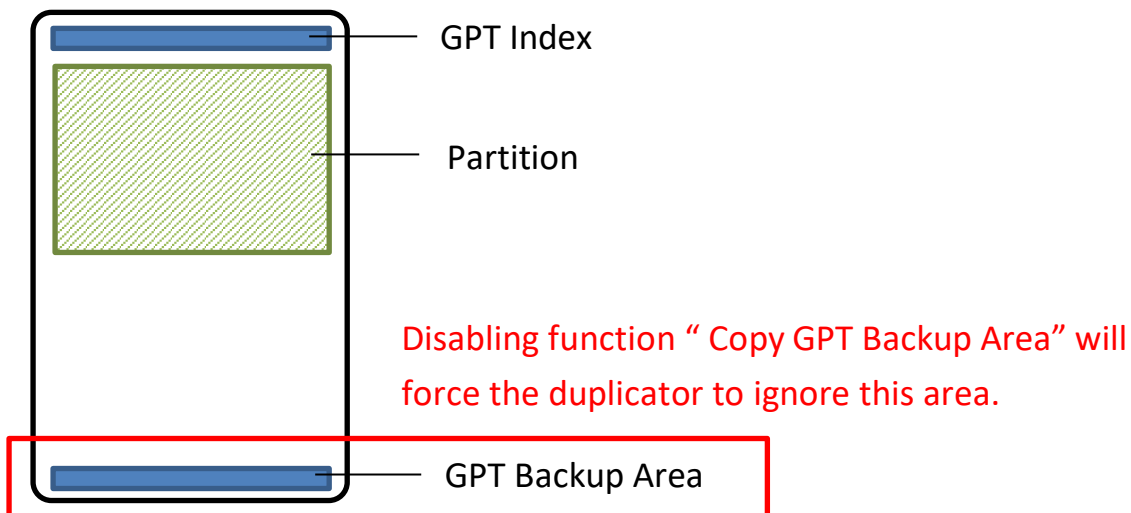 GPT Index
Partition
Disabling function “ Copy GPT Backup Area” will
force the duplicator to ignore this area.
GPT Backup Area